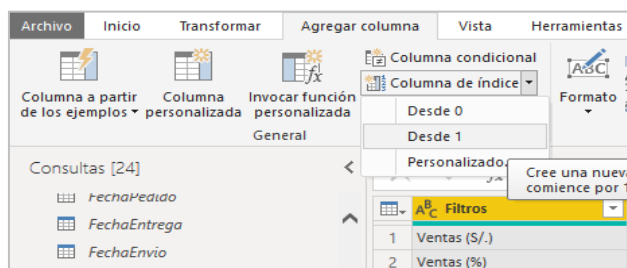 Archivo Inicio Transformar Agregar columna Vista Herramientas
Columna a partir de los ejemplos
Columna personalizada
Invocar función personalizada
Columna condicional
Columna de índice
Formato
General
Desde 0
Desde 1
Personalizado.
Cree una nueva
comience por 1
Consultas [24]
FechaPedido
FechaEntrega
FechaEnvio
ABC Filtros
1 Ventas (S/.)
2 Ventas (%)